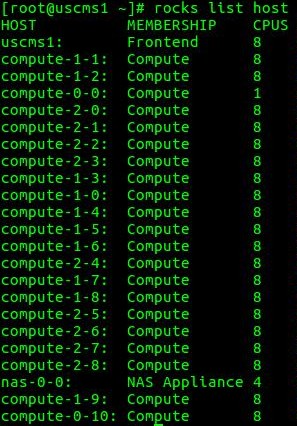 [root@uscms1 ~]# rocks list host
HOST MEMBERSHIP CPUS
uscms1: Frontend 8
compute-1-1: Compute 8
compute-1-2: Compute 8
compute-0-0: Compute 1
compute-2-0: Compute 8
compute-2-1: Compute 8
compute-2-2: Compute 8
compute-2-3: Compute 8
compute-1-3: Compute 8
compute-1-0: Compute 8
compute-1-4: Compute 8
compute-1-5: Compute 8
compute-1-6: Compute 8
compute-2-4: Compute 8
compute-1-7: Compute 8
compute-1-8: Compute 8
compute-2-5: Compute 8
compute-2-6: Compute 8
compute-2-7: Compute 8
compute-2-8: Compute 8
nas-0-0: NAS Appliance 4
compute-1-9: Compute 8
compute-0-10: Compute 8